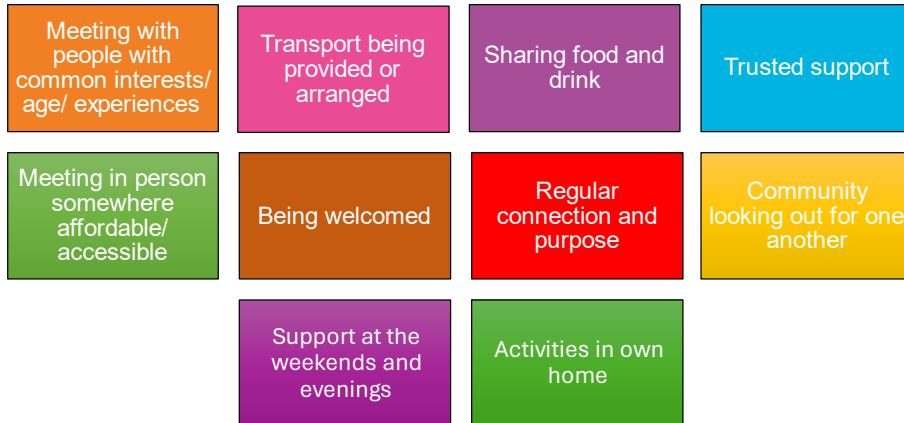 Meeting with
people with
common interests/
age/ experiences
Transport being
provided or
arranged
Sharing food and
drink
Trusted support
Meeting in person
somewhere
affordable/
accessible
Being welcomed
Regular
connection and
purpose
Community
looking out for one
another
Support at the
weekends and
evenings
Activities in own
home